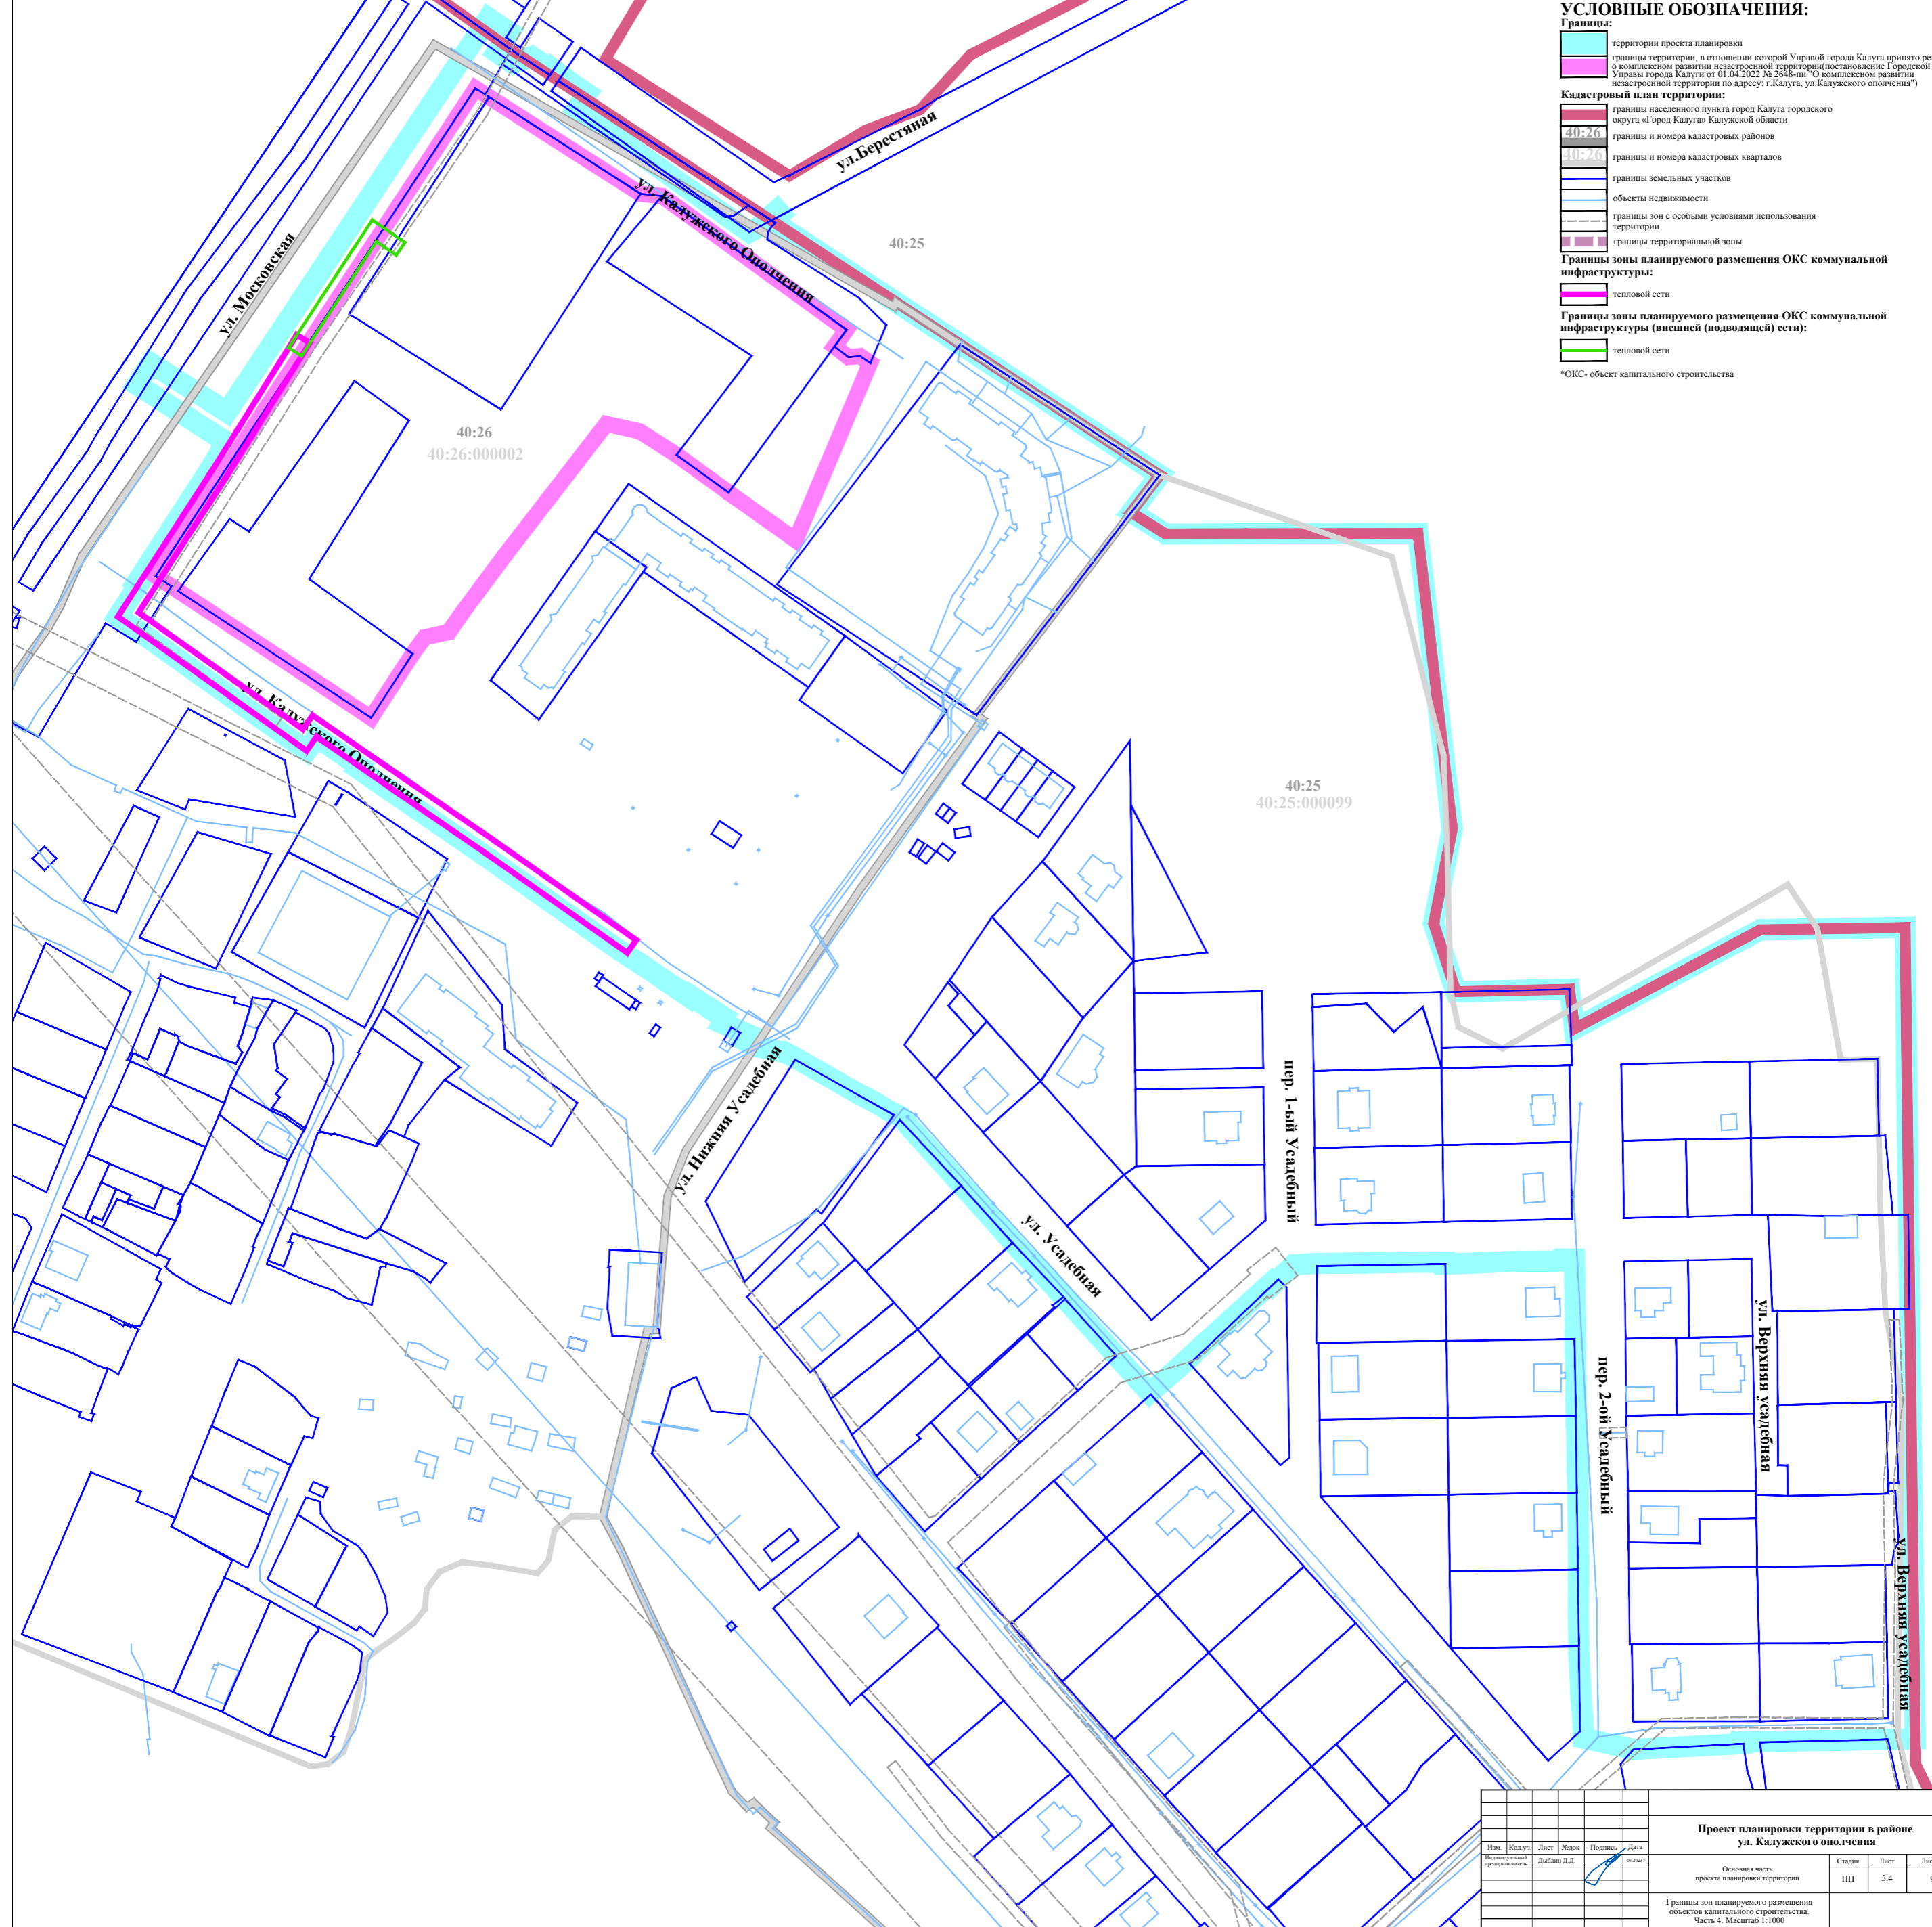 УСЛОВНЫЕ ОБОЗНАЧЕНИЯ:
Границы:
территории проекта планировки
границы территории, в отношении которой Управой города Калуга принято ре
о комплексном развитии незастроенной территории(постановление Городской
Управы города Калуги от 01.04.2022 № 2648-пи "О комплексном развитии
незастроенной территории по адресу: г.Калуга, ул.Калужского ополчения")
Кадастровый план территории:
границы населенного пункта город Калуга городского
округа «Город Калуга» Калужской области
40:26
границы и номера кадастровых районов
40:26
границы и номера кадастровых кварталов
границы земельных участков
объекты недвижимости
границы зон с особыми условиями использования
территории
границы территориальной зоны
Границы зоны планируемого размещения ОКС коммунальной
инфраструктуры:
тепловой сети
Границы зоны планируемого размещения ОКС коммунальной
инфраструктуры (внешней (подводящей) сети):
тепловой сети
*ОКС- объект капитального строительства
ул.Берестяная
ул. Калужского Ополчения
ул. Московская
40:25
40:26
40:26:000002
ул. Калужского Ополчения
40:25
40:25:000099
ул. Нижняя Усадебная
пер. 1-ый Усадебный
ул. Усадебная
пер. 2-ой Усадебный
ул. Верхняя усадебная
ул. Верхняя усадебная
Проект планировки территории в районе
ул. Калужского ополчения
Изм. Кол.уч. Лист №док Подпись Дата
Индивидуальный
предприниматель
Дыблин Д.Д.
Основная часть
проекта планировки территории
Стадия Лист Лис
ПП 3.4
Границы зон планируемого размещения
объектов капитального строительства.
Часть 4. Масштаб 1:1000